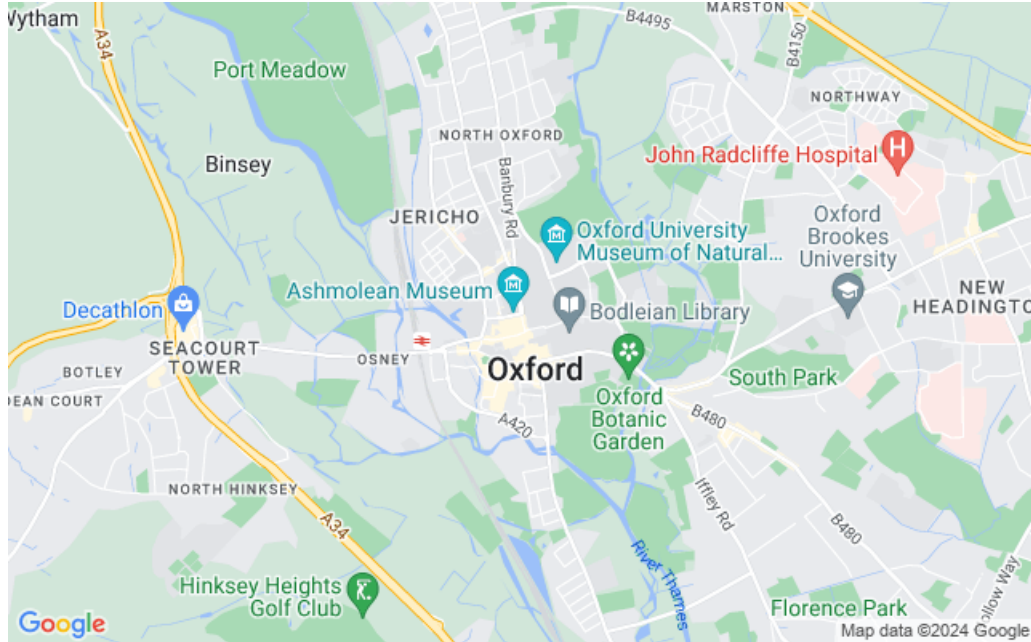 Wytham
A34
MARSTON
B4495
B4150
Port Meadow
NORTHWAY
NORTH OXFORD
John Radcliffe Hospital
H
Binsey
Banbury Rd
JERICHO
Oxford
Brookes
University
Oxford University
Museum of Natural...
M
Ashmolean Museum
M
NEW
HEADINGTO
Decathlon
Bodleian Library
SEACOURT
TOWER
OSNEY
BOTLEY
Oxford
South Park
DEAN COURT
Oxford
Botanic
Garden
A420
B480
NORTH HINKSEY
Iffley Rd
A34
B480
River Thames
Hollow Way
Hinksey Heights
Golf Club
Florence Park
Google
Map data ©2024 Google